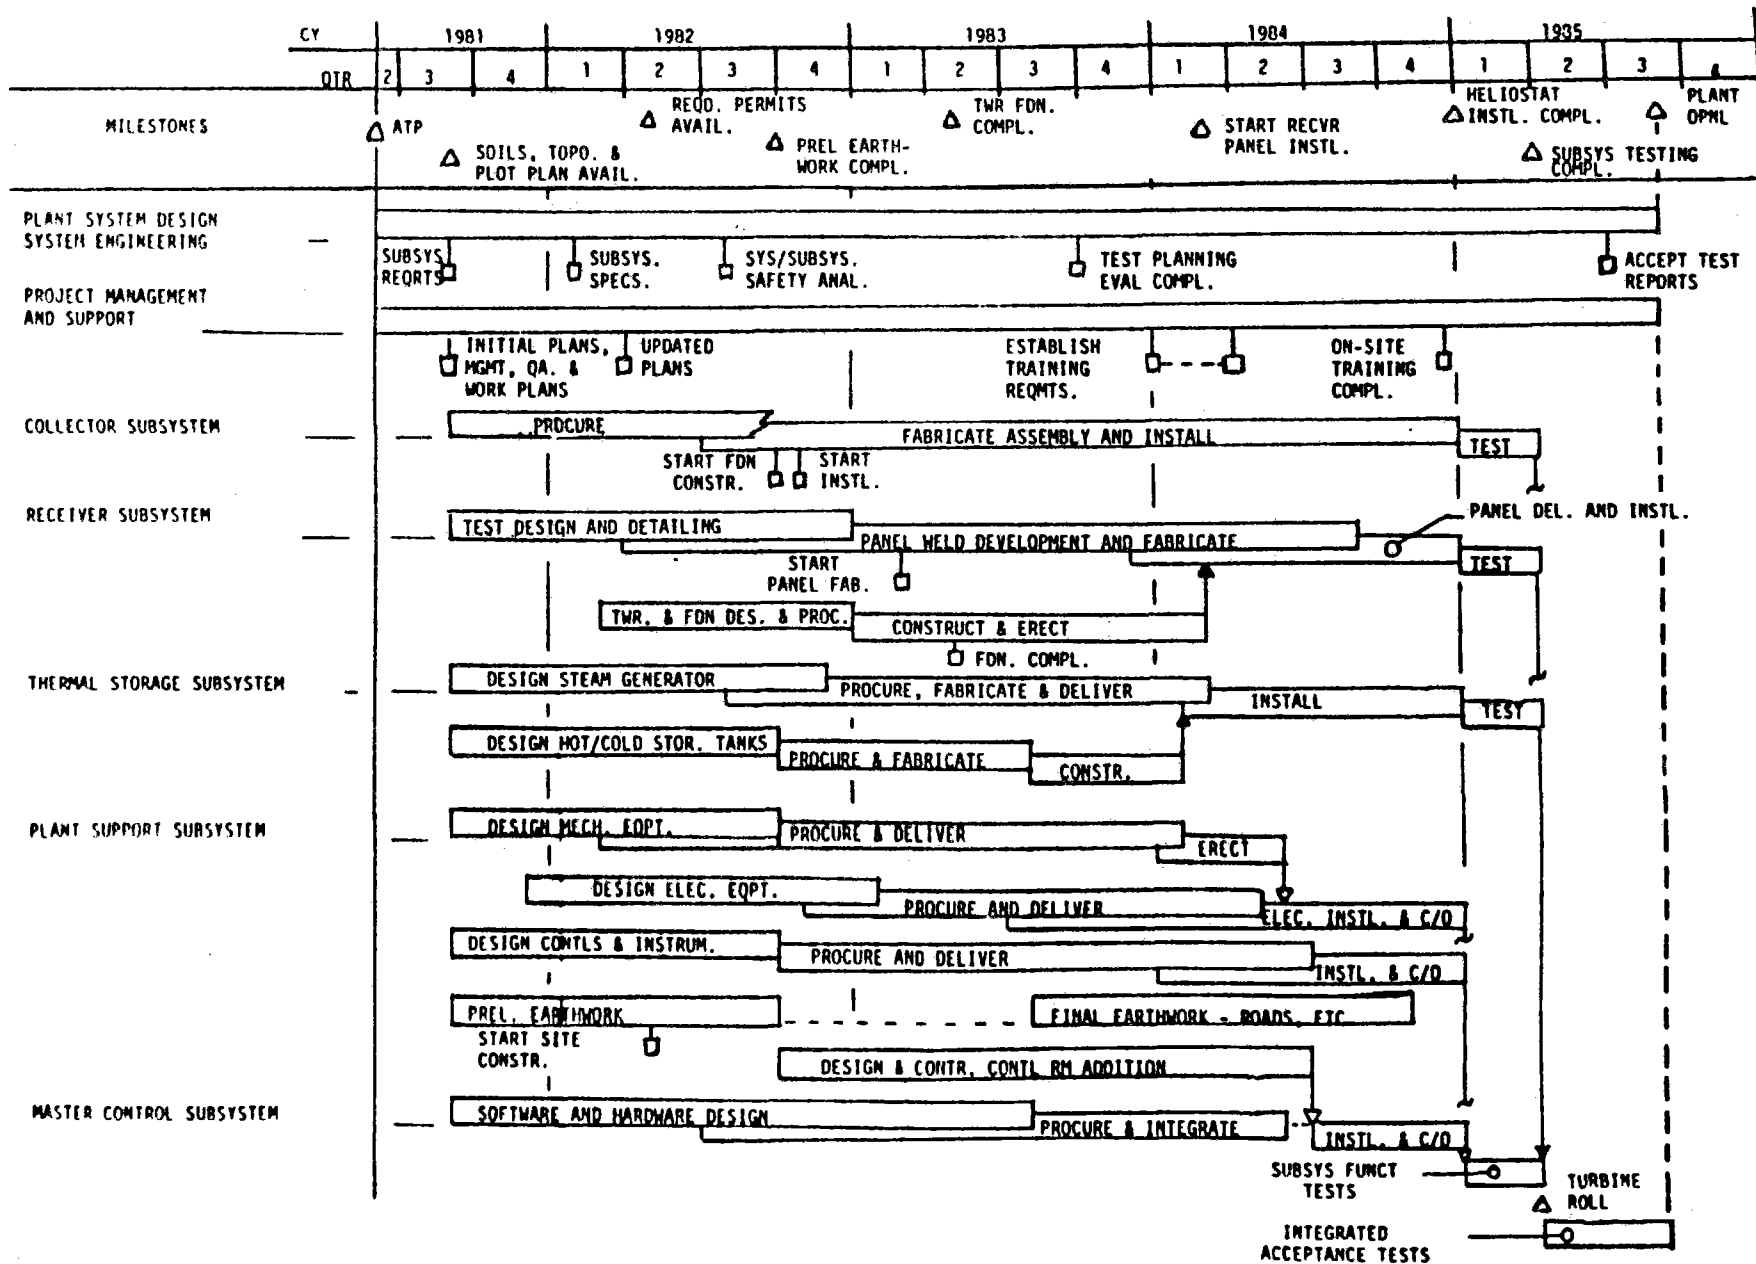 CY 1981 1982 1983 1984 1985
QTR 2 3 4 1 2 3 4 1 2 3 4 1 2 3 4 1 2 3 4
MILESTONES
ATP
SOILS, TOPO. &
PLOT PLAN AVAIL.
REQD. PERMITS
AVAIL.
PREL EARTH-
WORK COMPL.
TWR FDN.
COMPL.
START RECVR
PANEL INSTL.
HELIOSTAT
INSTL. COMPL.
SUBSYS TESTING
COMPL.
PLANT
OPNL
PLANT SYSTEM DESIGN
SYSTEM ENGINEERING
SUBSYS
REQRTS
SUBSYS.
SPECS.
SYS/SUBSYS.
SAFETY ANAL.
TEST PLANNING
EVAL COMPL.
ACCEPT TEST
REPORTS
PROJECT MANAGEMENT
AND SUPPORT
INITIAL PLANS,
MGMT, QA. &
WORK PLANS
UPDATED
PLANS
ESTABLISH
TRAINING
REQMTS.
ON-SITE
TRAINING
COMPL.
COLLECTOR SUBSYSTEM
PROCURE
FABRICATE ASSEMBLY AND INSTALL
TEST
START FDN
CONSTR.
START
INSTL.
RECEIVER SUBSYSTEM
TEST DESIGN AND DETAILING
PANEL WELD DEVELOPMENT AND FABRICATE
PANEL DEL. AND INSTL.
TEST
START
PANEL FAB.
TWR. & FDN DES. & PROC.
CONSTRUCT & ERECT
FDN. COMPL.
THERMAL STORAGE SUBSYSTEM
DESIGN STEAM GENERATOR
PROCURE, FABRICATE & DELIVER
INSTALL
TEST
DESIGN HOT/COLD STOR. TANKS
PROCURE & FABRICATE
CONSTR.
PLANT SUPPORT SUBSYSTEM
DESIGN MECH. EQPT.
PROCURE & DELIVER
ERECT
DESIGN ELEC. EQPT.
PROCURE AND DELIVER
ELEC. INSTL. & C/O
DESIGN CONTLS & INSTRUM.
PROCURE AND DELIVER
INSTL. & C/O
PREL. EARTHWORK
FINAL EARTHWORK - ROADS, ETC
START SITE
CONSTR.
DESIGN & CONTR. CONTL RM ADDITION
MASTER CONTROL SUBSYSTEM
SOFTWARE AND HARDWARE DESIGN
PROCURE & INTEGRATE
INSTL. & C/O
SUBSYS FUNCT
TESTS
TURBINE
ROLL
INTEGRATED
ACCEPTANCE TESTS